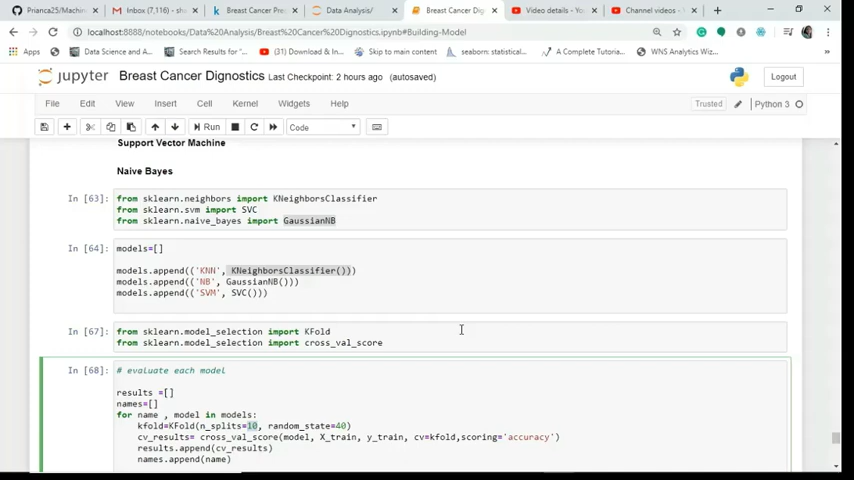 Prianca25/Machin
Inbox (7,116) - sh
Breast Cancer Prec
Data Analysis/
Breast Cancer Dig
Video details - You
Channel videos - Y
localhost:8888/notebooks/Data%20Analysis/Breast%20Cancer%20Dignostics.ipynb#Building-Model
Apps
Data Science and A...
Search Results for "...
(31) Download & In...
Skip to main content
seaborn: statistical...
A Complete Tutoria...
WNS Analytics Wiz...
jupyter
Breast Cancer Dignostics
Last Checkpoint: 2 hours ago
(autosaved)
Logout
File
Edit
View
Insert
Cell
Kernel
Widgets
Help
Trusted
Python 3
Run
Code
Support Vector Machine
Naive Bayes
In [63]:
from sklearn.neighbors import KNeighborsClassifier
from sklearn.svm import SVC
from sklearn.naive_bayes import GaussianNB
In [64]:
models=[]
models.append(('KNN', KNeighborsClassifier()))
models.append(('NB', GaussianNB()))
models.append(('SVM', SVC()))
In [67]:
from sklearn.model_selection import KFold
from sklearn.model_selection import cross_val_score
In [68]:
# evaluate each model
results =[]
names=[]
for name , model in models:
kfold=KFold(n_splits=10, random_state=40)
cv_results= cross_val_score(model, X_train, y_train, cv=kfold,scoring='accuracy')
results.append(cv_results)
names.append(name)